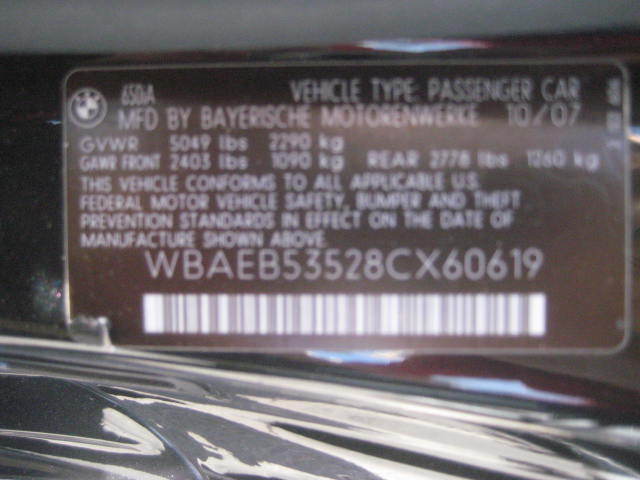 650iA VEHICLE TYPE: PASSENGER CAR
MFD BY BAYERISCHE MOTORENWERKE 10/07
GVWR 5049 lbs 2290 kg
GAWR FRONT 2403 lbs 1090 kg REAR 2778 lbs 1260 kg
THIS VEHICLE CONFORMS TO ALL APPLICABLE U.S.
FEDERAL MOTOR VEHICLE SAFETY, BUMPER AND THEFT
PREVENTION STANDARDS IN EFFECT ON THE DATE OF
MANUFACTURE SHOWN
WBAEB53528CX60619